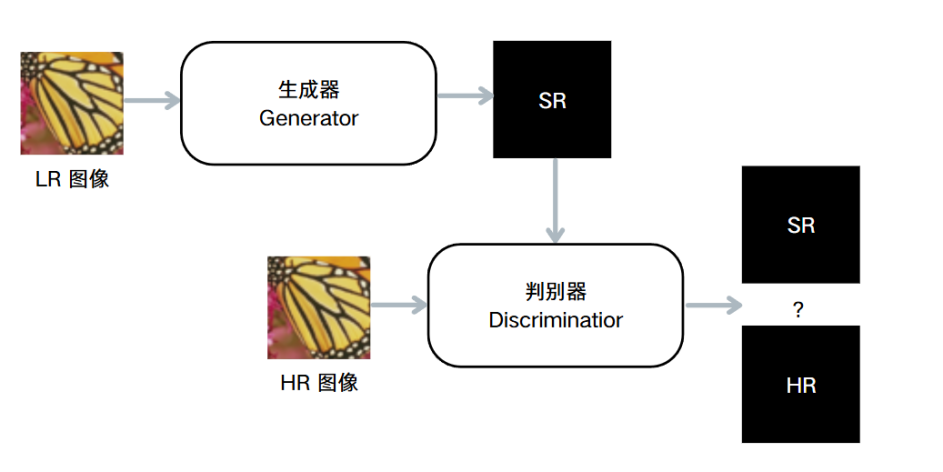 生成器
Generator
SR
LR 图像
判别器
Discriminatior
HR 图像
SR
?
HR